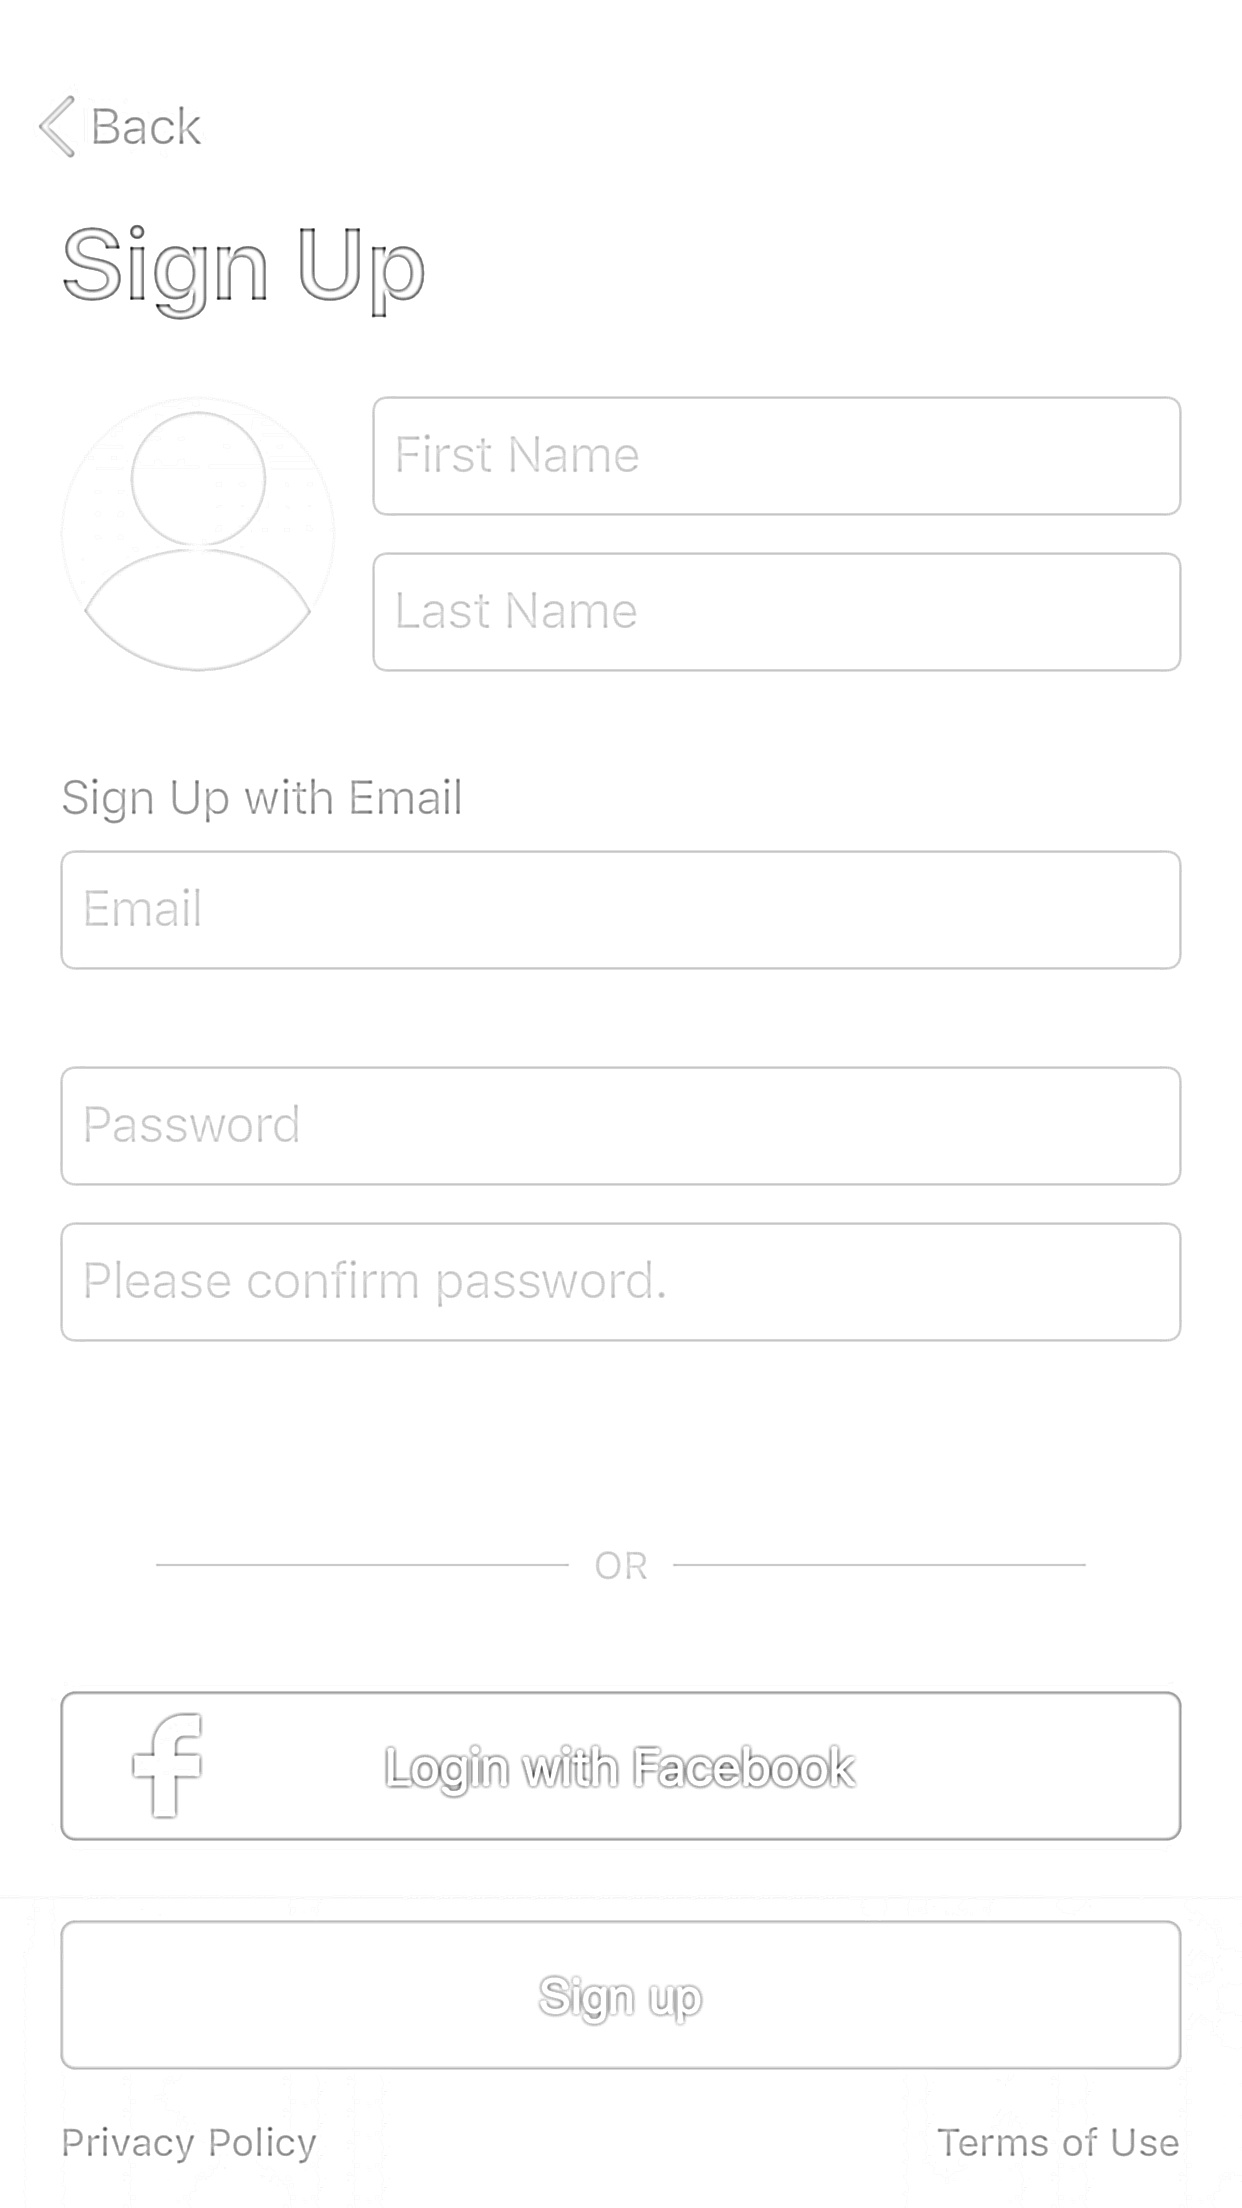 Back
Sign Up
First Name
Last Name
Sign Up with Email
Email
Password
Please confirm password.
OR
Login with Facebook
Sign up
Privacy Policy
Terms of Use